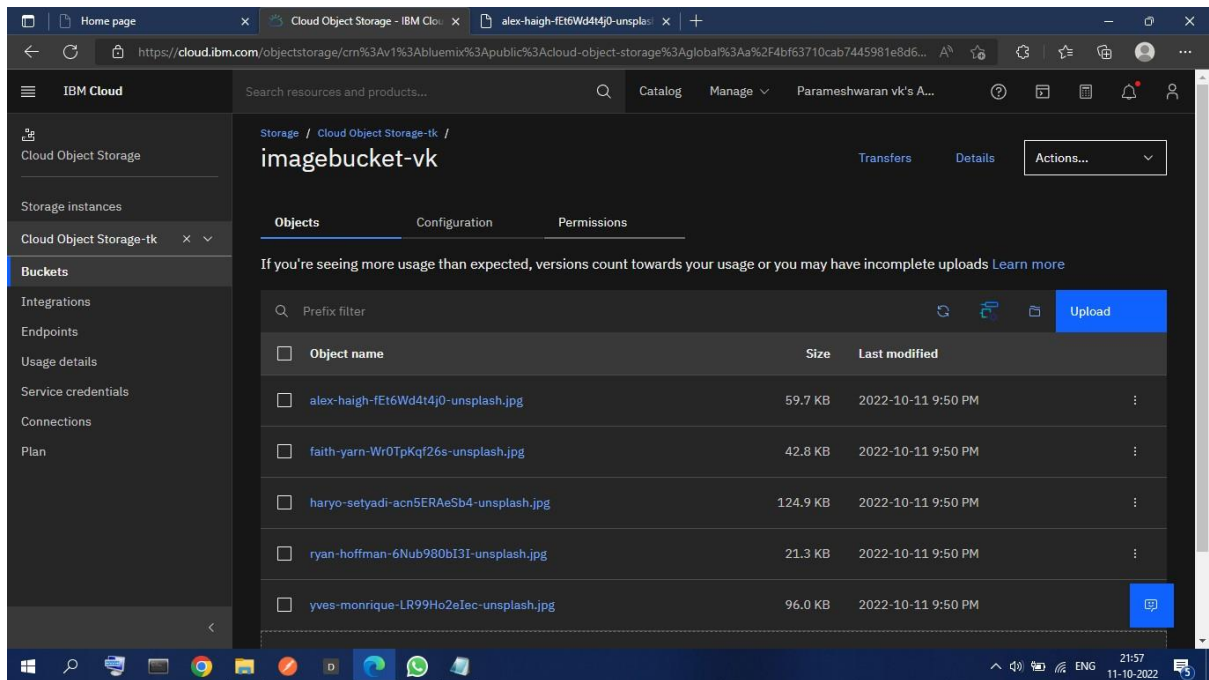 Home page
Cloud Object Storage - IBM Clou
alex-haigh-fEt6Wd4t4j0-unsplas
https://cloud.ibm.com/objectstorage/crn%3Av1%3Abluemix%3Apublic%3Acloud-object-storage%3Aglobal%3Aa%2F4bf63710cab7445981e8d6...
IBM Cloud
Search resources and products...
Catalog
Manage
Parameshwaran vk's A...
Cloud Object Storage
Storage instances
Cloud Object Storage-tk
Buckets
Integrations
Endpoints
Usage details
Service credentials
Connections
Plan
Storage / Cloud Object Storage-tk /
imagebucket-vk
Transfers
Details
Actions...
Objects
Configuration
Permissions
If you're seeing more usage than expected, versions count towards your usage or you may have incomplete uploads Learn more
Prefix filter
Upload
Object name Size Last modified
alex-haigh-fEt6Wd4t4j0-unsplash.jpg 59.7 KB 2022-10-11 9:50 PM
faith-yarn-Wr0TpKqf26s-unsplash.jpg 42.8 KB 2022-10-11 9:50 PM
haryo-setyadi-acn5ERAeSb4-unsplash.jpg 124.9 KB 2022-10-11 9:50 PM
ryan-hoffman-6Nub980bI3I-unsplash.jpg 21.3 KB 2022-10-11 9:50 PM
yves-monrique-LR99Ho2eIec-unsplash.jpg 96.0 KB 2022-10-11 9:50 PM
D
ENG
21:57
11-10-2022
5